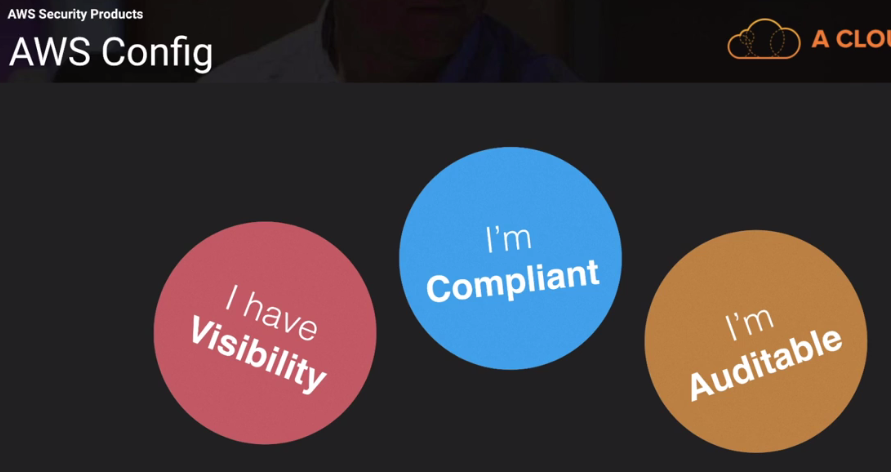 AWS Security Products
AWS Config
A CLOU
I have
Visibility
I'm
Compliant
I'm
Auditable